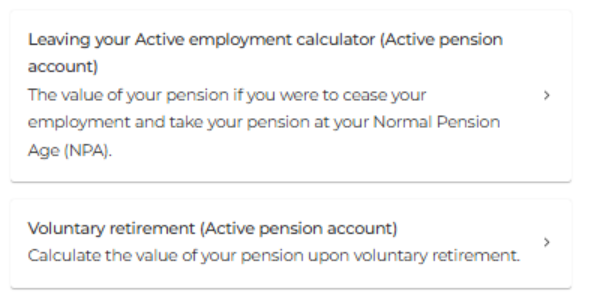 Leaving your Active employment calculator (Active pension
account)
The value of your pension if you were to cease your
employment and take your pension at your Normal Pension
Age (NPA).
Voluntary retirement (Active pension account)
Calculate the value of your pension upon voluntary retirement.